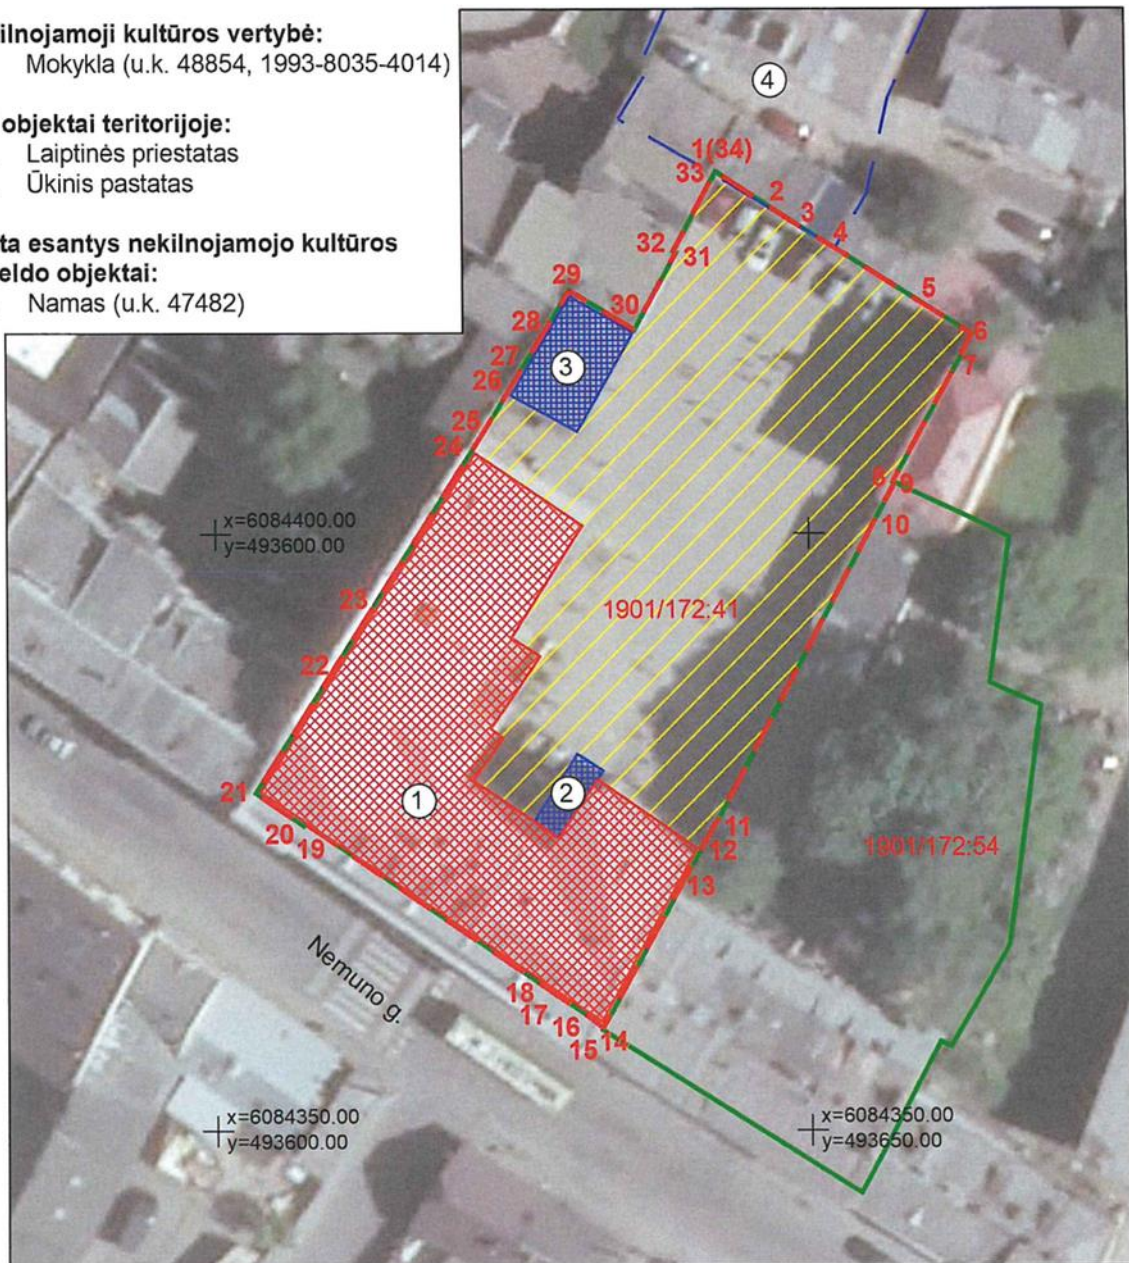 ilnojamoji kultūros vertybė:
Mokykla (u.k. 48854, 1993-8035-4014)
objektai teritorijoje:
Laiptinės priestatas
Ūkinis pastatas
ta esantys nekilnojamojo kultūros
eldo objektai:
Namas (u.k. 47482)
4
1(34)
33
2
3
4
32
31
5
29
30
6
28
7
27
3
26
25
24
8
9
10
x=6084400.00
y=493600.00
23
1901/172:41
22
21
1
2
20
19
11
12
1901/172:54
13
Nemuno g.
18
17
16
15
14
x=6084350.00
y=493600.00
x=6084350.00
y=493650.00